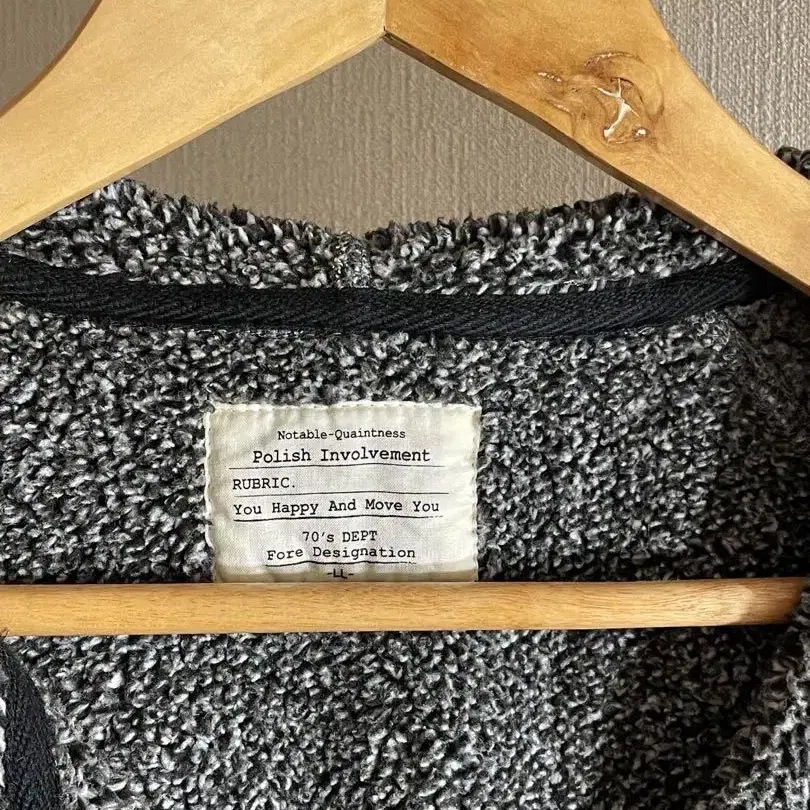 Notable-Quaintness
Polish Involvement
RUBRIC.
You Happy And Move You
70's DEPT
Fore Designation
-LL-